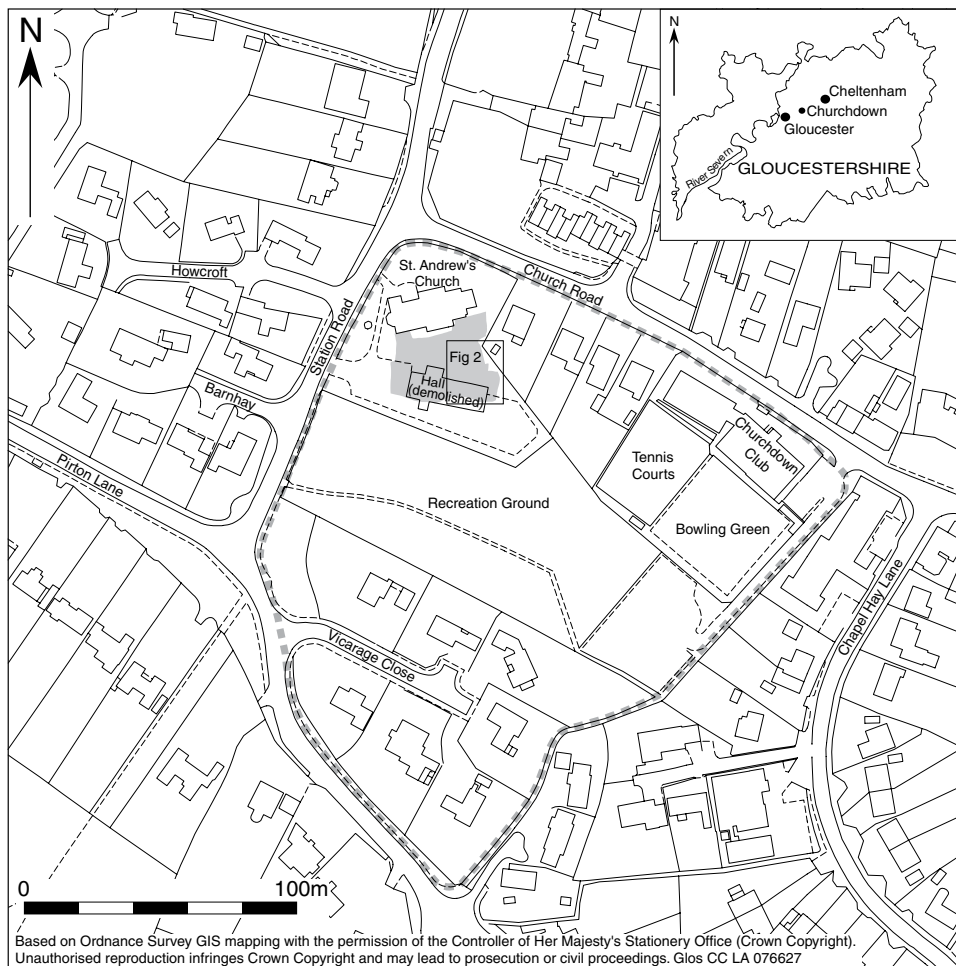 N
N
Cheltenham
Churchdown
Gloucester
River Severn
GLOUCESTERSHIRE
St. Andrew's
Church
Church Road
Howcroft
Station Road
Fig 2
Hall
(demolished)
Barnhay
Pirton Lane
Churchdown
Club
Tennis
Courts
Recreation Ground
Bowling Green
Chapel Hay Lane
Vicarage Close
0
100m
Based on Ordnance Survey GIS mapping with the permission of the Controller of Her Majesty's Stationery Office (Crown Copyright).
Unauthorised reproduction infringes Crown Copyright and may lead to prosecution or civil proceedings. Glos CC LA 076627